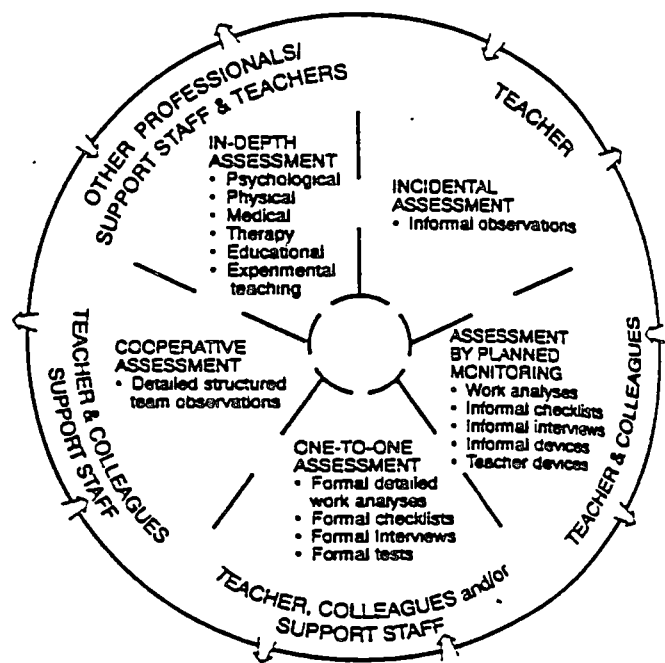 OTHER PROFESSIONALS/
SUPPORT STAFF & TEACHERS
IN-DEPTH
ASSESSMENT
• Psychological
• Physical
• Medical
• Therapy
• Educational
• Experimental
teaching
TEACHER
INCIDENTAL
ASSESSMENT
• Informal observations
ASSESSMENT
BY PLANNED
MONITORING
• Work analyses
• Informal checklists
• Informal interviews
• Informal devices
• Teacher devices
TEACHER & COLLEAGUES
ONE-TO-ONE
ASSESSMENT
• Formal detailed
work analyses
• Formal checklists
• Formal Interviews
• Formal tests
TEACHER, COLLEAGUES and/or
SUPPORT STAFF
COOPERATIVE
ASSESSMENT
• Detailed structured
team observations
TEACHER & COLLEAGUES
SUPPORT STAFF